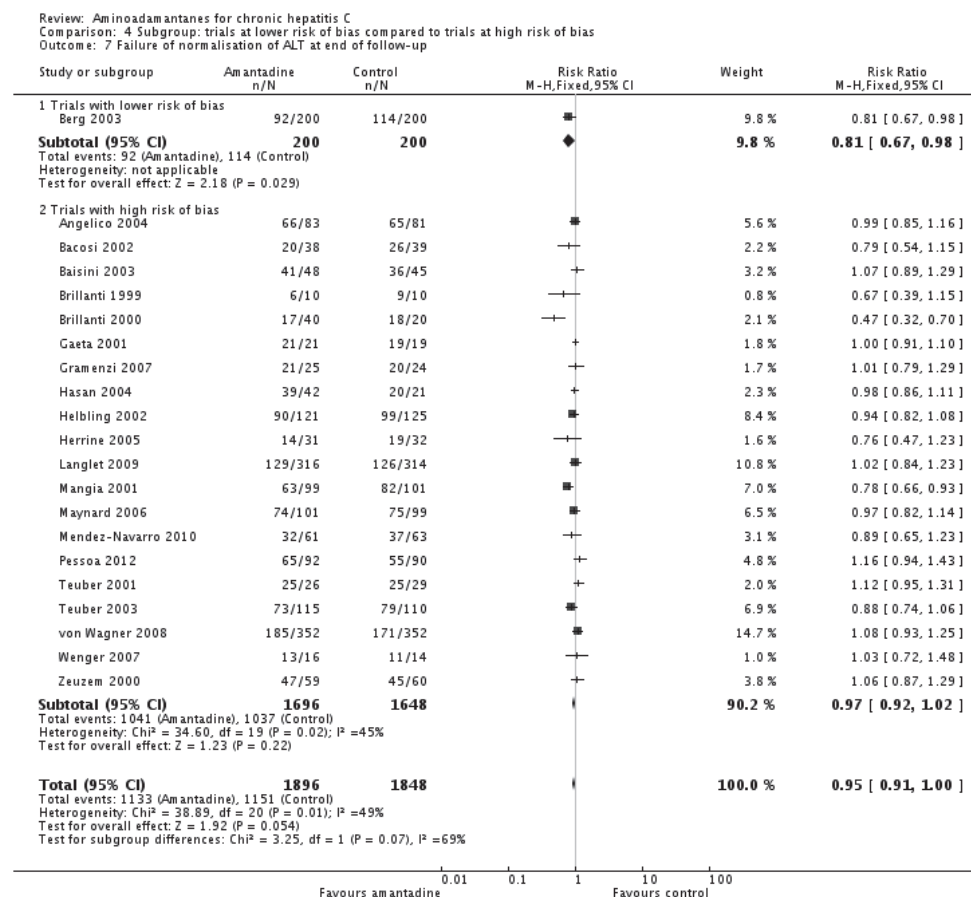 Review: Aminoadamantanes for chronic hepatitis C
Comparison: 4 Subgroup: trials at lower risk of bias compared to trials at high risk of bias
Outcome: 7 Failure of normalisation of ALT at end of follow-up
Study or subgroup Amantadine Control Risk Ratio Weight Risk Ratio
n/N n/N M-H,Fixed,95% CI M-H,Fixed,95% CI
1 Trials with lower risk of bias
Berg 2003 92/200 114/200 9.8 % 0.81 [ 0.67, 0.98 ]
Subtotal (95% CI) 200 200 9.8 % 0.81 [ 0.67, 0.98 ]
Total events: 92 (Amantadine), 114 (Control)
Heterogeneity: not applicable
Test for overall effect: Z = 2.18 (P = 0.029)
2 Trials with high risk of bias
Angelico 2004 66/83 65/81 5.6 % 0.99 [ 0.85, 1.16 ]
Bacosi 2002 20/38 26/39 2.2 % 0.79 [ 0.54, 1.15 ]
Baisini 2003 41/48 36/45 3.2 % 1.07 [ 0.89, 1.29 ]
Brillanti 1999 6/10 9/10 0.8 % 0.67 [ 0.39, 1.15 ]
Brillanti 2000 17/40 18/20 2.1 % 0.47 [ 0.32, 0.70 ]
Gaeta 2001 21/21 19/19 1.8 % 1.00 [ 0.91, 1.10 ]
Gramenzi 2007 21/25 20/24 1.7 % 1.01 [ 0.79, 1.29 ]
Hasan 2004 39/42 20/21 2.3 % 0.98 [ 0.86, 1.11 ]
Helbling 2002 90/121 99/125 8.4 % 0.94 [ 0.82, 1.08 ]
Herrine 2005 14/31 19/32 1.6 % 0.76 [ 0.47, 1.23 ]
Langlet 2009 129/316 126/314 10.8 % 1.02 [ 0.84, 1.23 ]
Mangia 2001 63/99 82/101 7.0 % 0.78 [ 0.66, 0.93 ]
Maynard 2006 74/101 75/99 6.5 % 0.97 [ 0.82, 1.14 ]
Mendez-Navarro 2010 32/61 37/63 3.1 % 0.89 [ 0.65, 1.23 ]
Pessoa 2012 65/92 55/90 4.8 % 1.16 [ 0.94, 1.43 ]
Teuber 2001 25/26 25/29 2.0 % 1.12 [ 0.95, 1.31 ]
Teuber 2003 73/115 79/110 6.9 % 0.88 [ 0.74, 1.06 ]
von Wagner 2008 185/352 171/352 14.7 % 1.08 [ 0.93, 1.25 ]
Wenger 2007 13/16 11/14 1.0 % 1.03 [ 0.72, 1.48 ]
Zeuzem 2000 47/59 45/60 3.8 % 1.06 [ 0.87, 1.29 ]
Subtotal (95% CI) 1696 1648 90.2 % 0.97 [ 0.92, 1.02 ]
Total events: 1041 (Amantadine), 1037 (Control)
Heterogeneity: Chi² = 34.60, df = 19 (P = 0.02); I² =45%
Test for overall effect: Z = 1.23 (P = 0.22)
Total (95% CI) 1896 1848 100.0 % 0.95 [ 0.91, 1.00 ]
Total events: 1133 (Amantadine), 1151 (Control)
Heterogeneity: Chi² = 38.89, df = 20 (P = 0.01); I² =49%
Test for overall effect: Z = 1.92 (P = 0.054)
Test for subgroup differences: Chi² = 3.25, df = 1 (P = 0.07), I² =69%
0.01 0.1 1 10 100
Favours amantadine Favours control